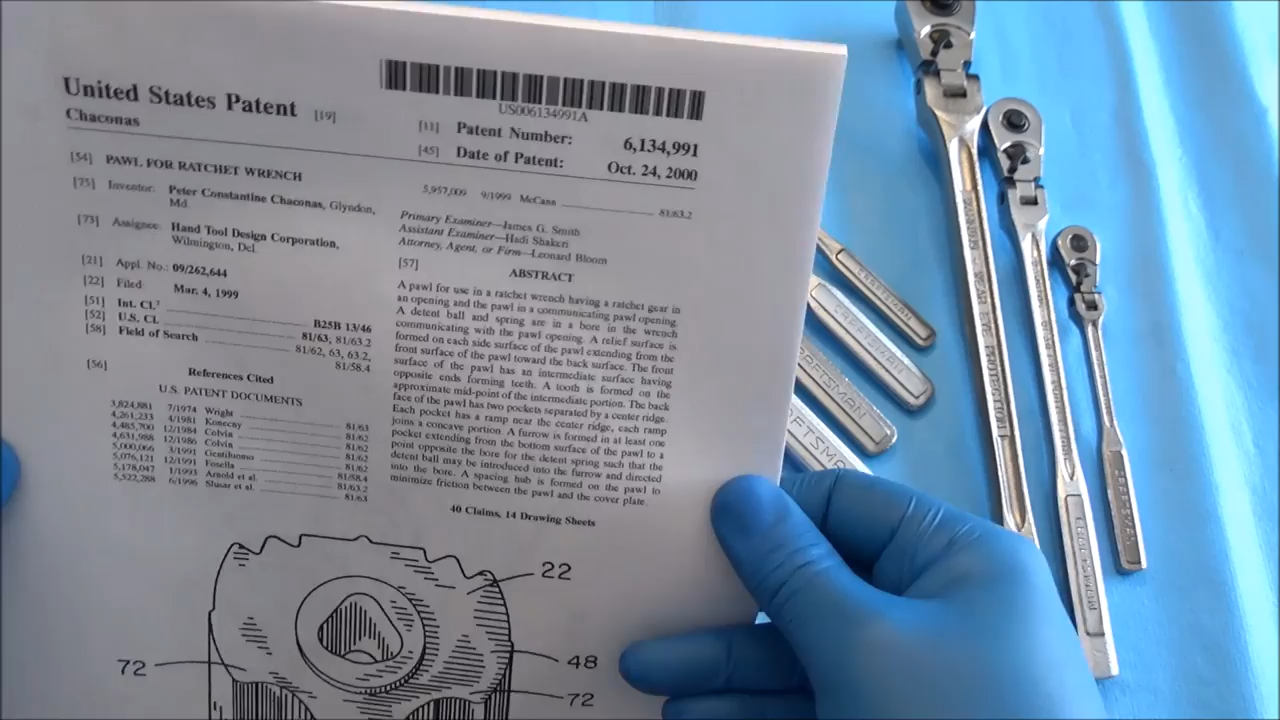 United States Patent [19]
Chaconas
US006134991A
[11] Patent Number: 6,134,991
[45] Date of Patent: Oct. 24, 2000
[54] PAWL FOR RATCHET WRENCH
[75] Inventor: Peter Constantine Chaconas, Glyndon,
Md.
[73] Assignee: Hand Tool Design Corporation,
Wilmington, Del.
[21] Appl. No.: 09/262,644
[22] Filed: Mar. 4, 1999
[51] Int. Cl.⁷ B25B 13/46
[52] U.S. Cl. 81/63; 81/63.2
[58] Field of Search 81/62, 63, 63.2,
81/58.4
[56] References Cited
U.S. PATENT DOCUMENTS
3,824,881 7/1974 Wright 81/63
4,261,233 4/1981 Konecny 81/62
4,485,700 12/1984 Colvin 81/62
4,631,988 12/1986 Colvin 81/62
5,000,066 3/1991 Gentiluomo 81/62
5,076,121 12/1991 Fosella 81/62
5,178,047 1/1993 Arnold et al. 81/58.4
5,522,288 6/1996 Slusar et al. 81/63
5,957,009 9/1999 McCann 81/63.2
Primary Examiner—James G. Smith
Assistant Examiner—Hadi Shakeri
Attorney, Agent, or Firm—Leonard Bloom
[57] ABSTRACT
A pawl for use in a ratchet wrench having a ratchet gear in
an opening and the pawl in a communicating pawl opening.
A detent ball and spring are in a bore in the wrench
communicating with the pawl opening. A relief surface is
formed on each side surface of the pawl extending from the
front surface of the pawl toward the back surface. The front
surface of the pawl has an intermediate surface having
opposite ends forming teeth. A tooth is formed on the
approximate mid-point of the intermediate portion. The back
face of the pawl has two pockets separated by a center ridge.
Each pocket has a ramp near the center ridge, each ramp
joins a concave portion. A furrow is formed in at least one
pocket extending from the bottom surface of the pawl to a
point opposite the bore for the detent spring such that the
detent ball may be introduced into the furrow and directed
into the bore. A spacing hub is formed on the pawl to
minimize friction between the pawl and the cover plate.
40 Claims, 14 Drawing Sheets
22
72
48
72
CRAFTSMAN
CRAFTSMAN
CRAFTSMAN
CRAFTSMAN
WEAR EYE PROTECTION
CRAFTSMAN
CRAFTSMAN